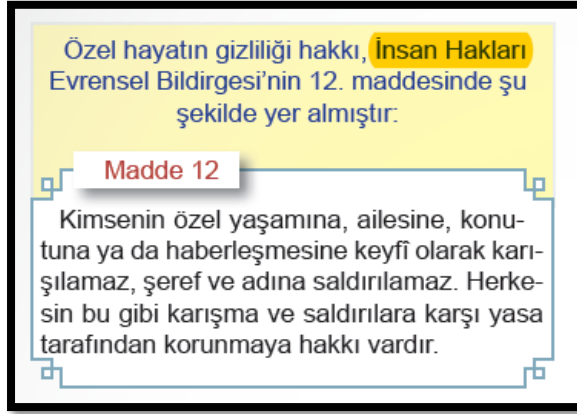 Özel hayatın gizliliği hakkı, İnsan Hakları
Evrensel Bildirgesi’nin 12. maddesinde şu
şekilde yer almıştır:
Madde 12
Kimsenin özel yaşamına, ailesine, konu-
tuna ya da haberleşmesine keyfî olarak karı-
şılamaz, şeref ve adına saldırılamaz. Herke-
sin bu gibi karışma ve saldırılara karşı yasa
tarafından korunmaya hakkı vardır.